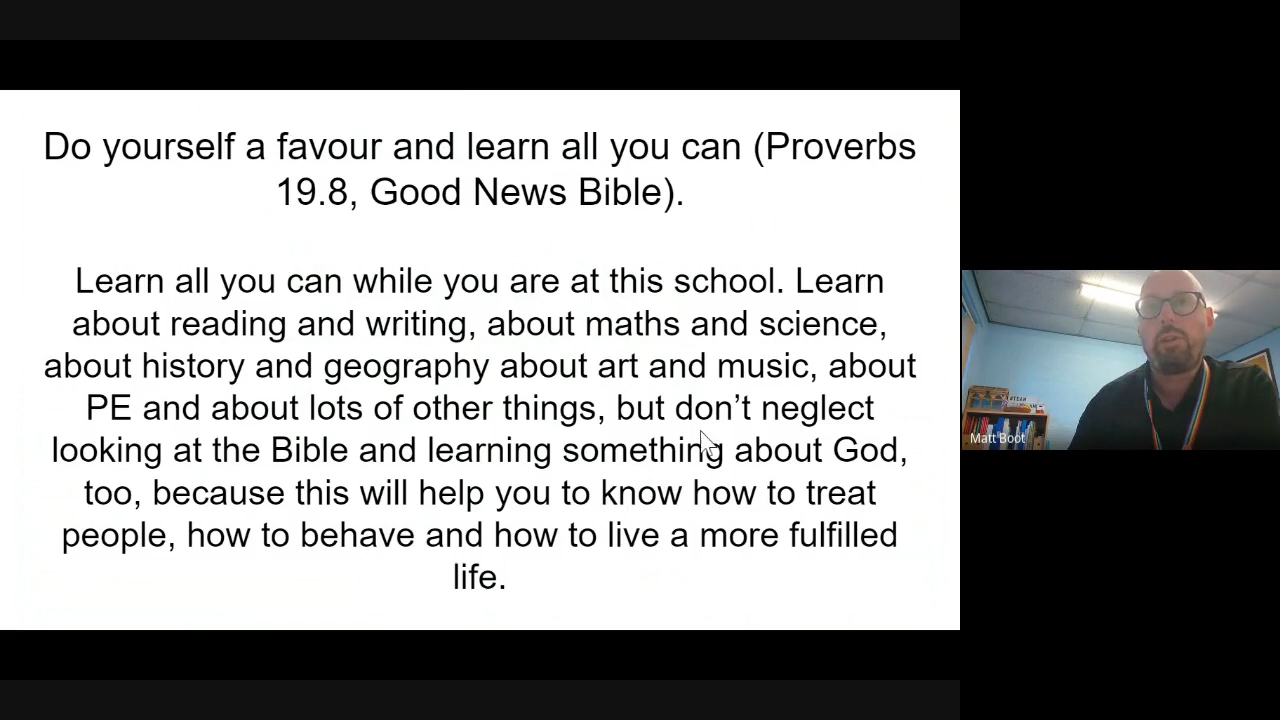 Do yourself a favour and learn all you can (Proverbs
19.8, Good News Bible).
Learn all you can while you are at this school. Learn
about reading and writing, about maths and science,
about history and geography about art and music, about
PE and about lots of other things, but don’t neglect
looking at the Bible and learning something about God,
too, because this will help you to know how to treat
people, how to behave and how to live a more fulfilled
life.
Matt Boot